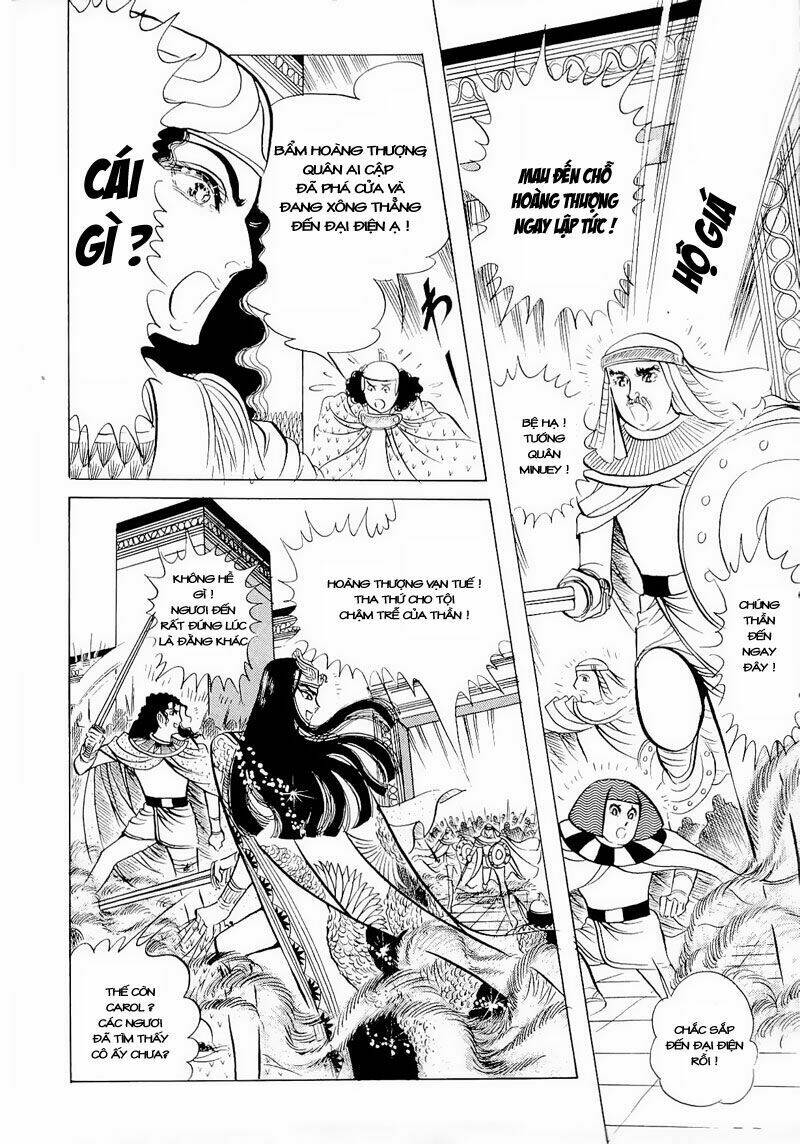 CÁI
GÌ ?
BẨM HOÀNG THƯỢNG,
QUÂN AI CẬP
ĐÃ PHÁ CỬA VÀ
ĐANG XÔNG THẲNG
ĐẾN ĐẠI ĐIỆN Ạ !
わーっ
MAU ĐẾN CHỖ
HOÀNG THƯỢNG
NGAY LẬP TỨC !
HỘ GIÁ
BỆ HẠ !
TƯỚNG
QUÂN
MINUEY !
CHÚNG
THẦN
ĐẾN
NGAY
ĐÂY !
KHÔNG HỀ
GÌ !
NGƯƠI ĐẾN
RẤT ĐÚNG LÚC
LÀ ĐẰNG KHÁC
HOÀNG THƯỢNG VẠN TUẾ !
THA THỨ CHO TỘI
CHẬM TRỄ CỦA THẦN !
THẾ CÒN
CAROL ?
CÁC NGƯƠI
ĐÃ TÌM THẤY
CÔ ẤY CHƯA?
CHẮC SẮP
ĐẾN ĐẠI ĐIỆN
RỒI !